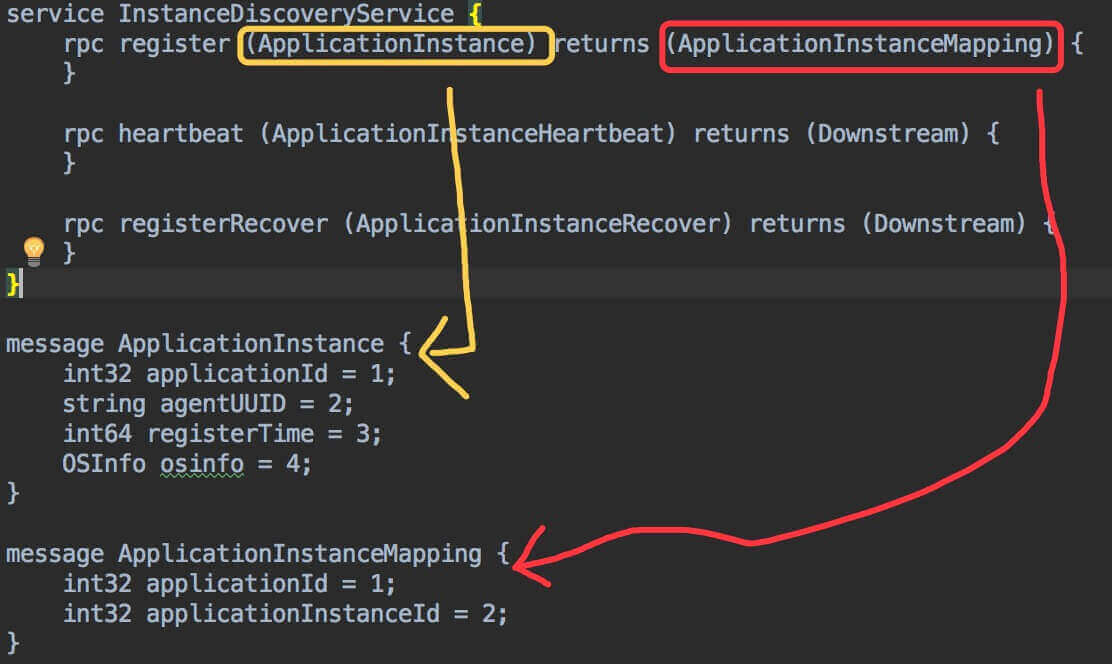 service InstanceDiscoveryService {
    rpc register (ApplicationInstance) returns (ApplicationInstanceMapping) {
    }

    rpc heartbeat (ApplicationInstanceHeartbeat) returns (Downstream) {
    }

    rpc registerRecover (ApplicationInstanceRecover) returns (Downstream) {
    }
}

message ApplicationInstance {
    int32 applicationId = 1;
    string agentUUID = 2;
    int64 registerTime = 3;
    OSInfo osinfo = 4;
}

message ApplicationInstanceMapping {
    int32 applicationId = 1;
    int32 applicationInstanceId = 2;
}